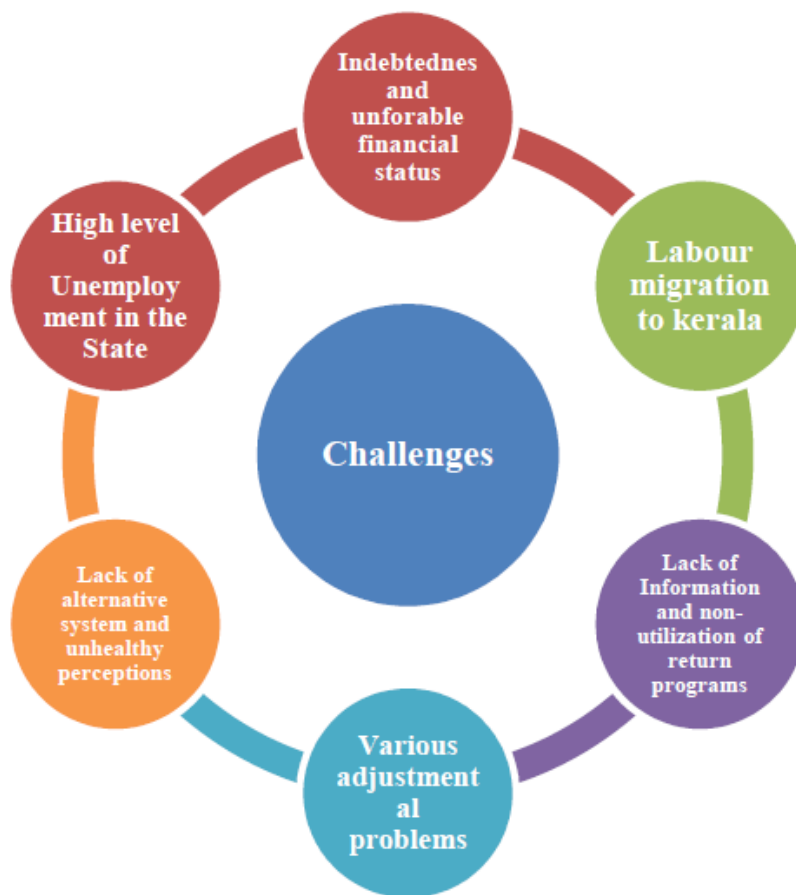 Indebtednes
and
unforable
financial
status
Labour
migration
to kerala
Lack of
Information
and non-
utilization of
return
programs
Various
adjustment
al
problems
Lack of
alternative
system and
unhealthy
perceptions
High level
of
Unemploy
ment in the
State
Challenges